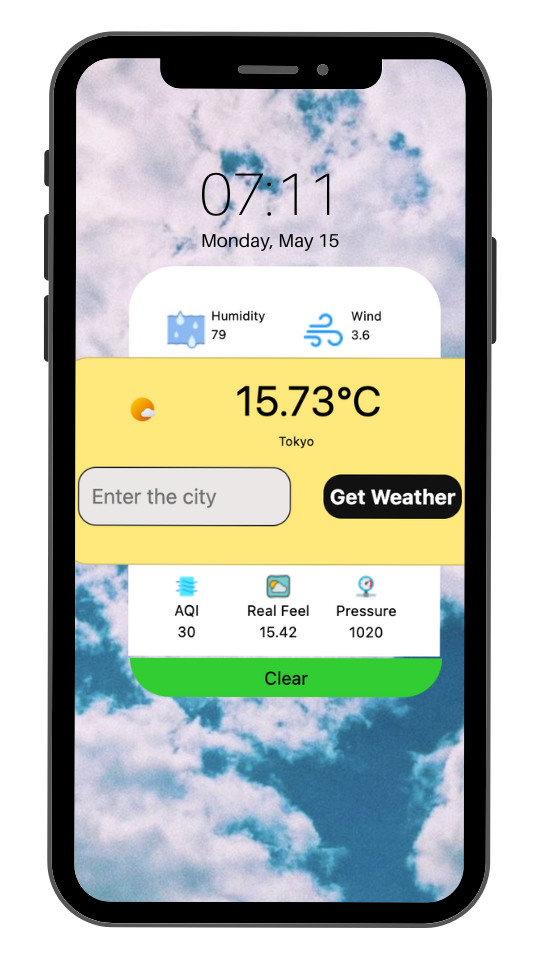 07:11
Monday, May 15
Humidity
79
Wind
3.6
15.73°C
Tokyo
Enter the city
Get Weather
AQI
30
Real Feel
15.42
Pressure
1020
Clear